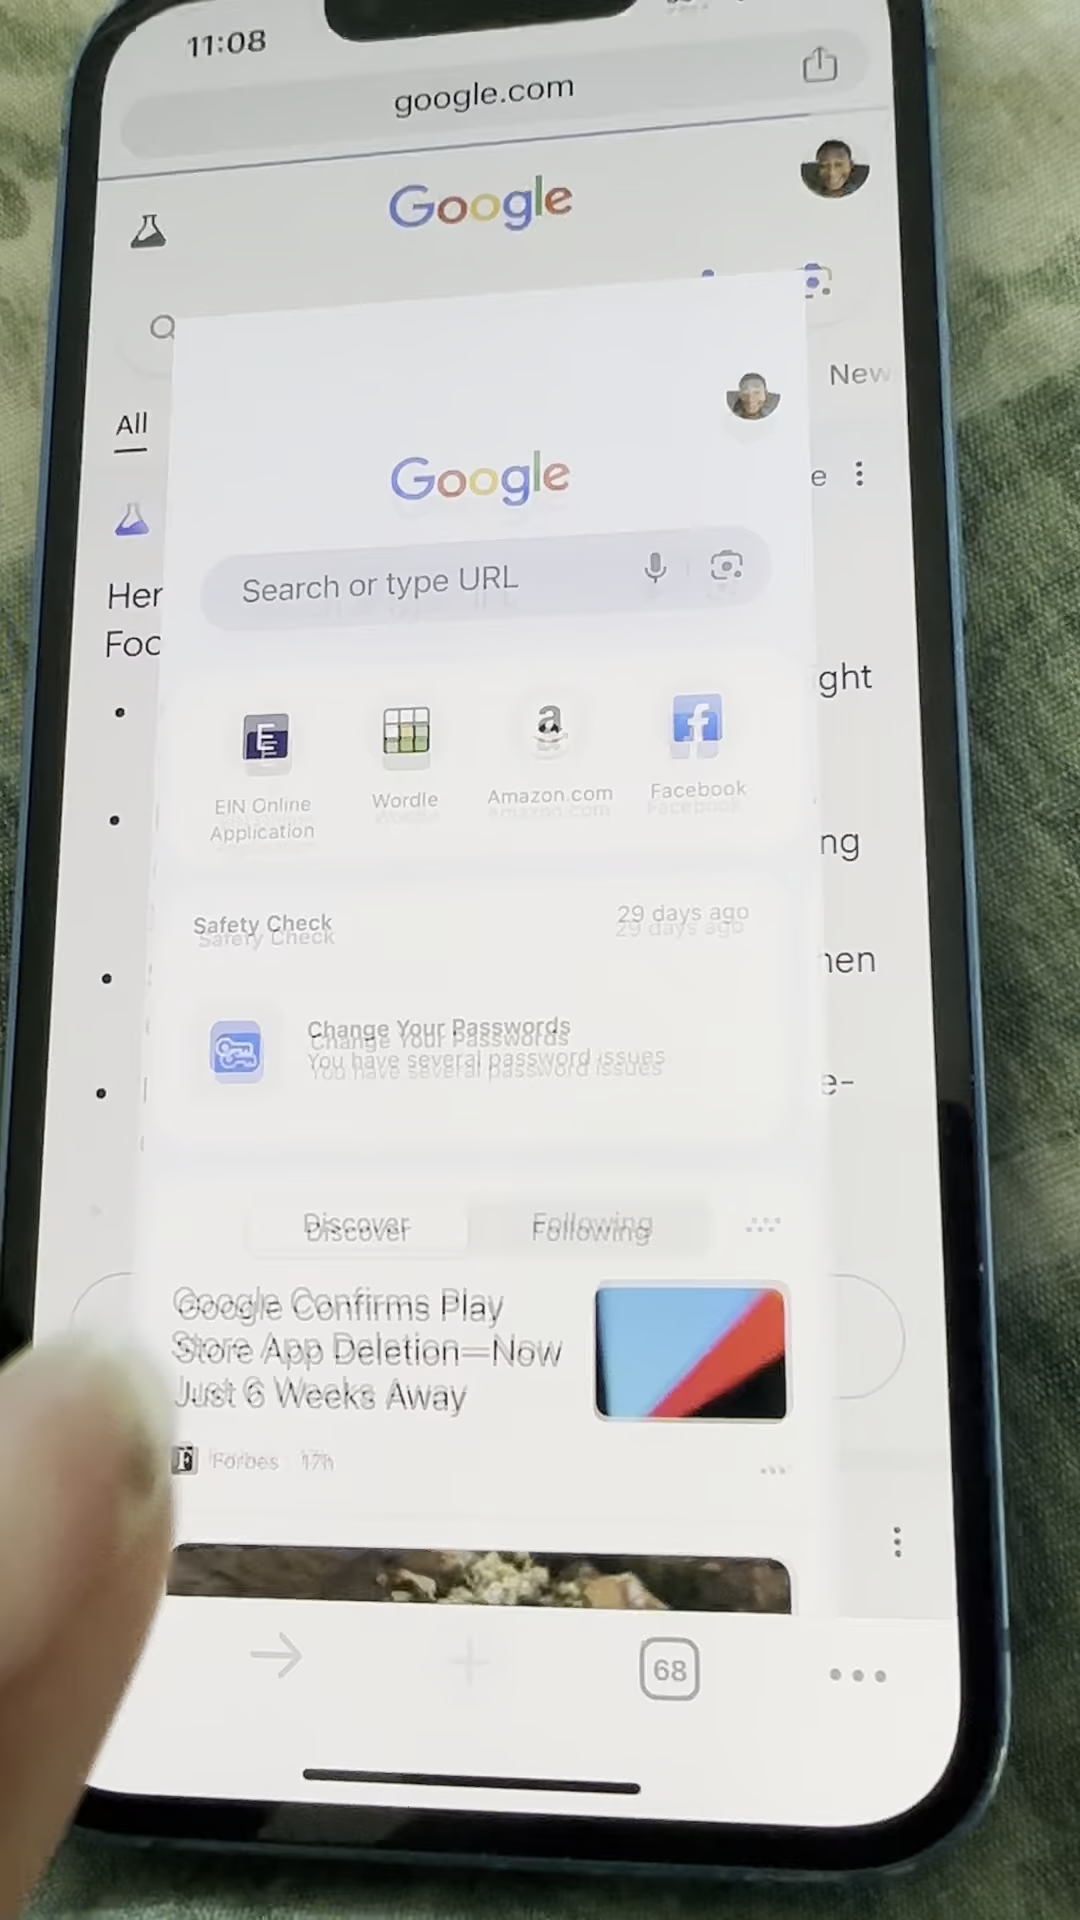 11:08
google.com
Google
New
All
Google
e
Search or type URL
Her
Foc
ght
EIN Online
Application
Wordle
Amazon.com
Facebook
ng
Safety Check
29 days ago
hen
Change Your Passwords
You have several password issues
e-
Discover
Following
Google Confirms Play
Store App Deletion—Now
Just 6 Weeks Away
Forbes 17h
68